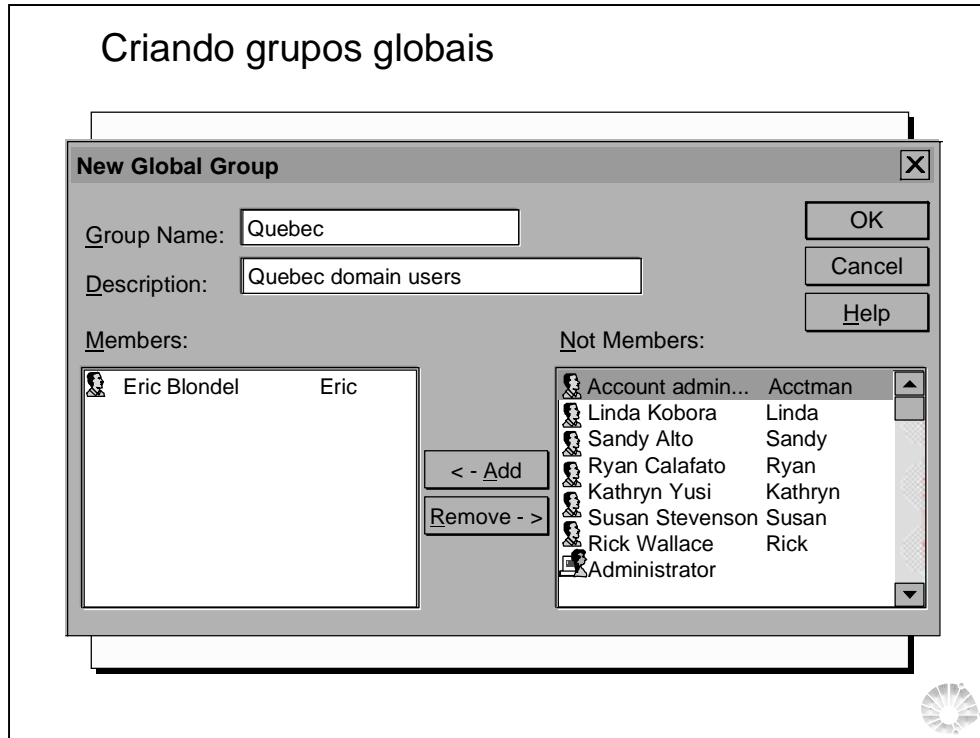 Criando grupos globais
New Global Group
Group Name: Quebec
OK
Description: Quebec domain users
Cancel
Help
Members:
Not Members:
Eric Blondel Eric
Account admin... Acctman
Linda Kobora Linda
Sandy Alto Sandy
Ryan Calafato Ryan
Kathryn Yusi Kathryn
Susan Stevenson Susan
Rick Wallace Rick
Administrator
< - Add
Remove - >